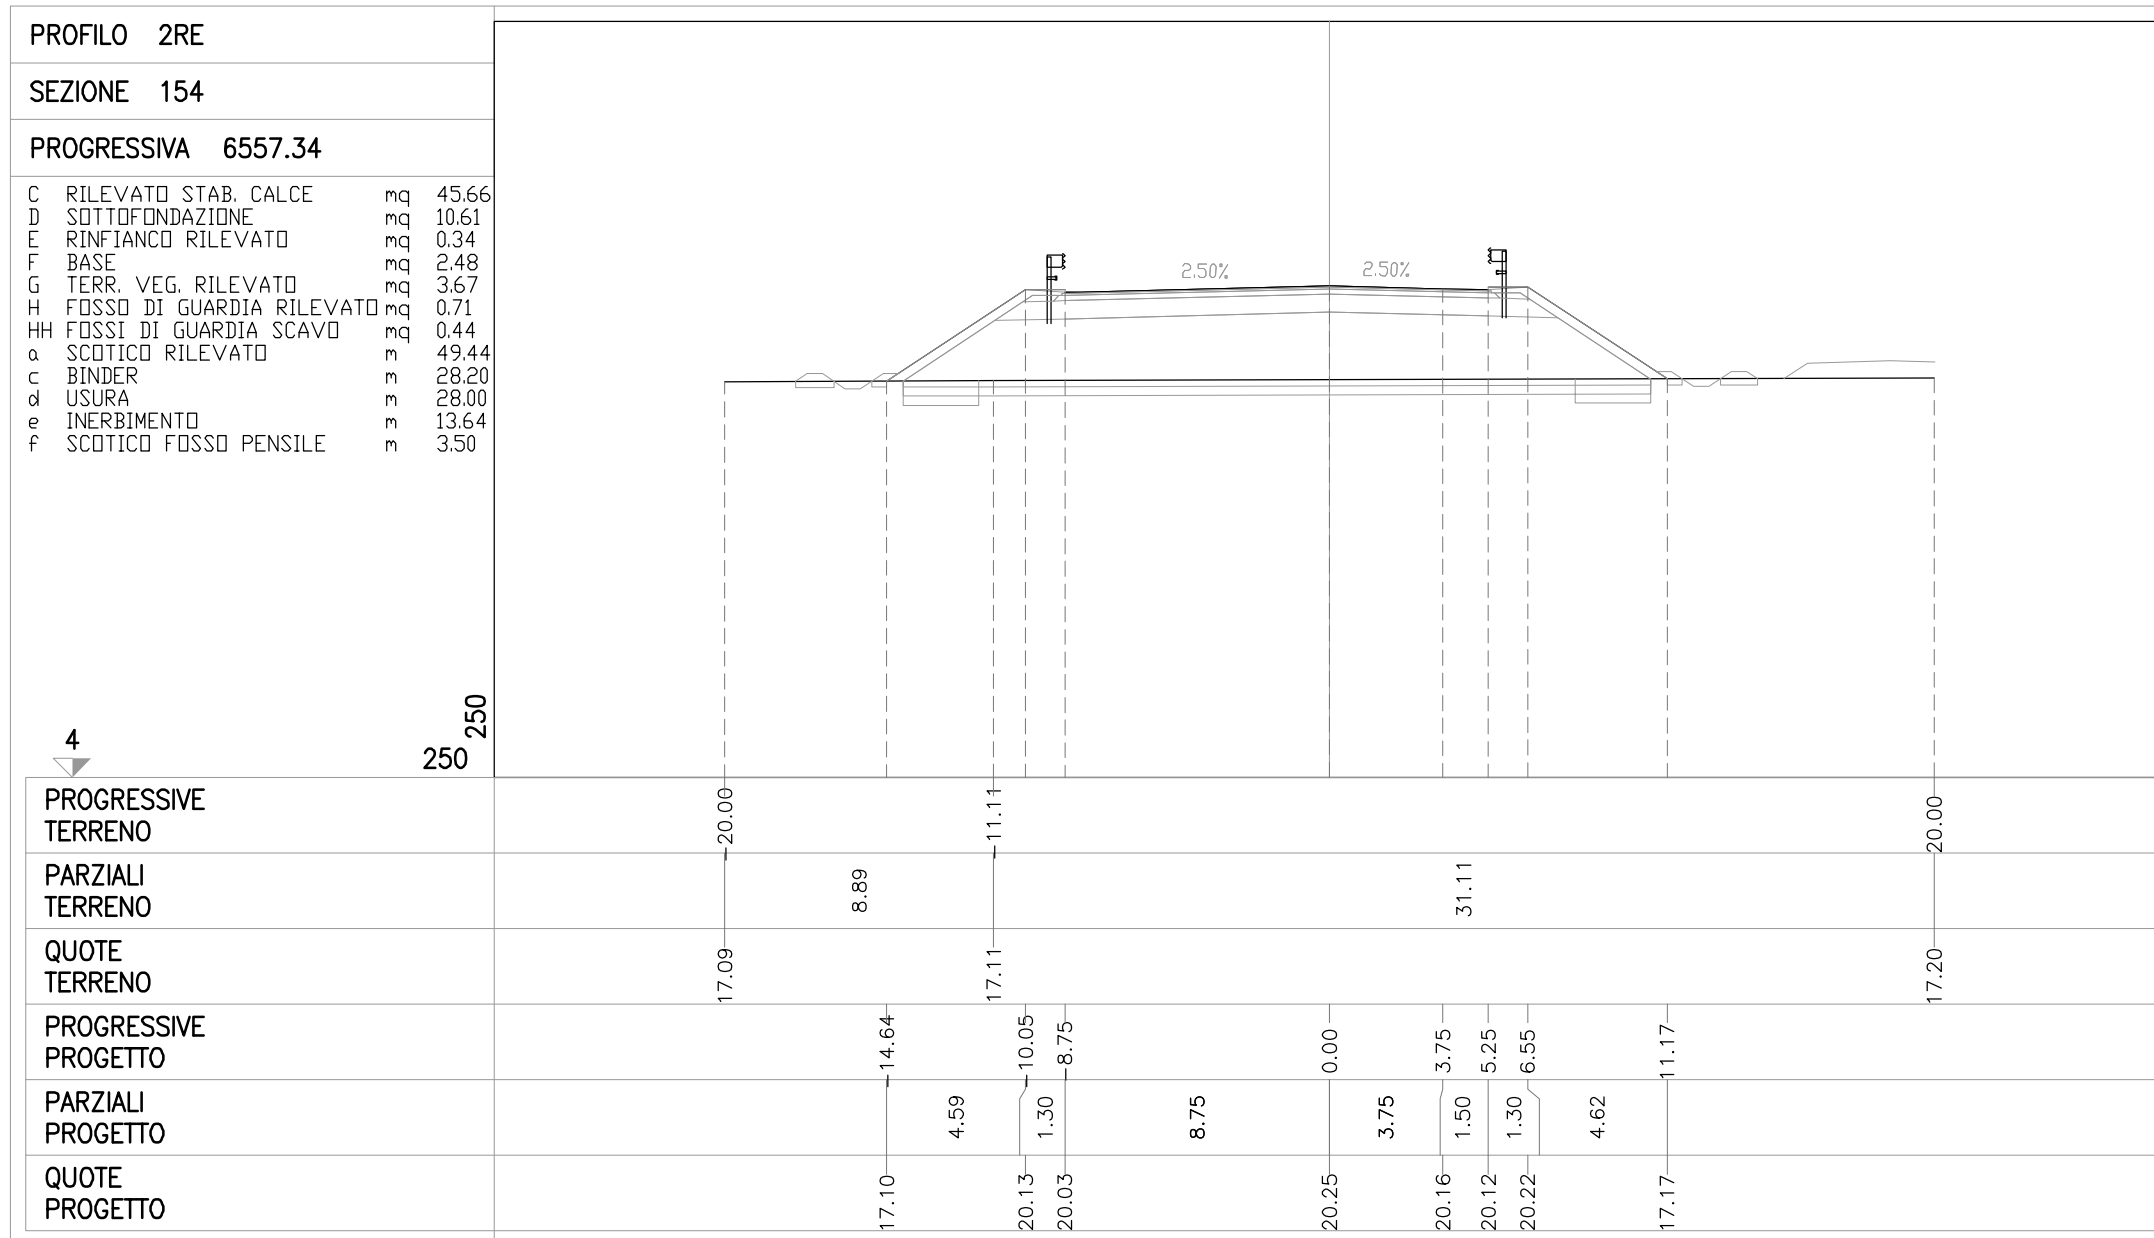 PROFILO 2RE
SEZIONE 154
PROGRESSIVA 6557.34
C RILEVATO STAB. CALCE mq 45.66
D SOTTOFONDAZIONE mq 10.61
E RINFIANCO RILEVATO mq 0.34
F BASE mq 2.48
G TERR. VEG. RILEVATO mq 3.67
H FOSSO DI GUARDIA RILEVATO mq 0.71
HH FOSSI DI GUARDIA SCAVO mq 0.44
a SCOTICO RILEVATO m 49.44
c BINDER m 28.20
d USURA m 28.00
e INERBIMENTO m 13.64
f SCOTICO FOSSO PENSILE m 3.50
2.50% 2.50%
4
250
250
PROGRESSIVE
TERRENO
-20.00 -11.11 20.00
PARZIALI
TERRENO
8.89 31.11
QUOTE
TERRENO
17.09 17.11 17.20
PROGRESSIVE
PROGETTO
-14.64 -10.05 -8.75 0.00 3.75 5.25 6.55 11.17
PARZIALI
PROGETTO
4.59 1.30 8.75 3.75 1.50 1.30 4.62
QUOTE
PROGETTO
17.10 20.13 20.03 20.25 20.16 20.12 20.22 17.17